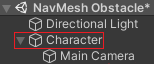 NavMesh Obstacle*
Directional Light
Character
Main Camera